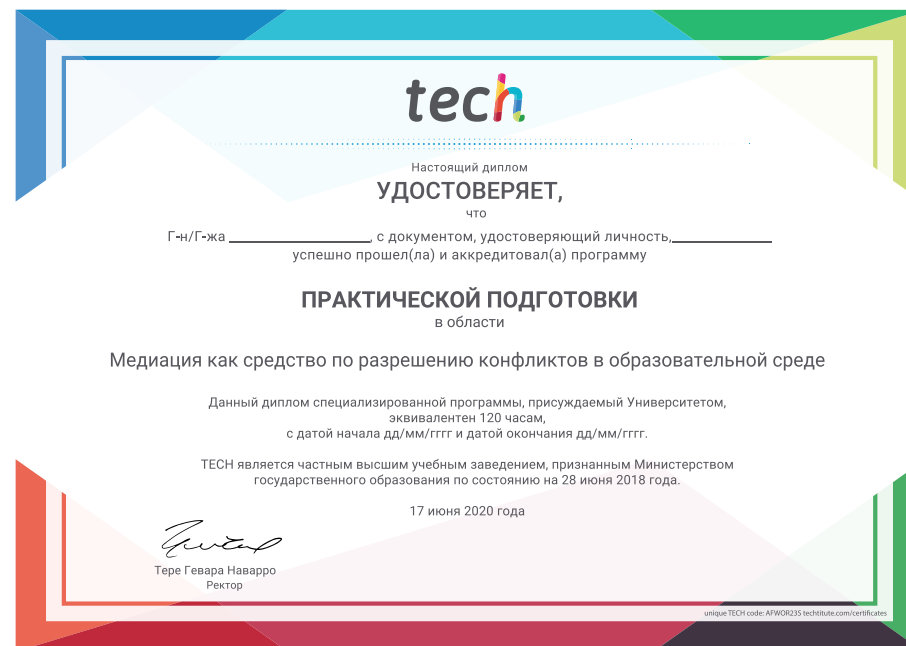 tech
Настоящий диплом
УДОСТОВЕРЯЕТ,
что
Г-н/Г-жа ____________________, с документом, удостоверяющий личность,______________
успешно прошел(ла) и аккредитовал(а) программу
ПРАКТИЧЕСКОЙ ПОДГОТОВКИ
в области
Медиация как средство по разрешению конфликтов в образовательной среде
Данный диплом специализированной программы, присуждаемый Университетом,
эквивалентен 120 часам,
с датой начала дд/мм/гггг и датой окончания дд/мм/гггг.
TECH является частным высшим учебным заведением, признанным Министерством
государственного образования по состоянию на 28 июня 2018 года.
17 июня 2020 года
Тере Гевара Наварро
Ректор
unique TECH code: AFWOR23S techtitute.com/certificates